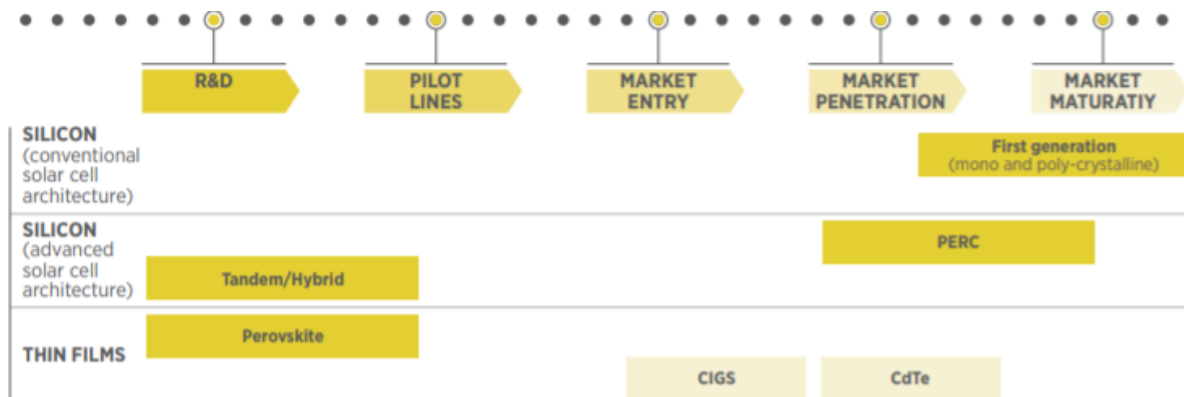 R&D
PILOT
LINES
MARKET
ENTRY
MARKET
PENETRATION
MARKET
MATURATIY
SILICON
(conventional
solar cell
architecture)
First generation
(mono and poly-crystalline)
SILICON
(advanced
solar cell
architecture)
PERC
Tandem/Hybrid
THIN FILMS
Perovskite
CIGS
CdTe